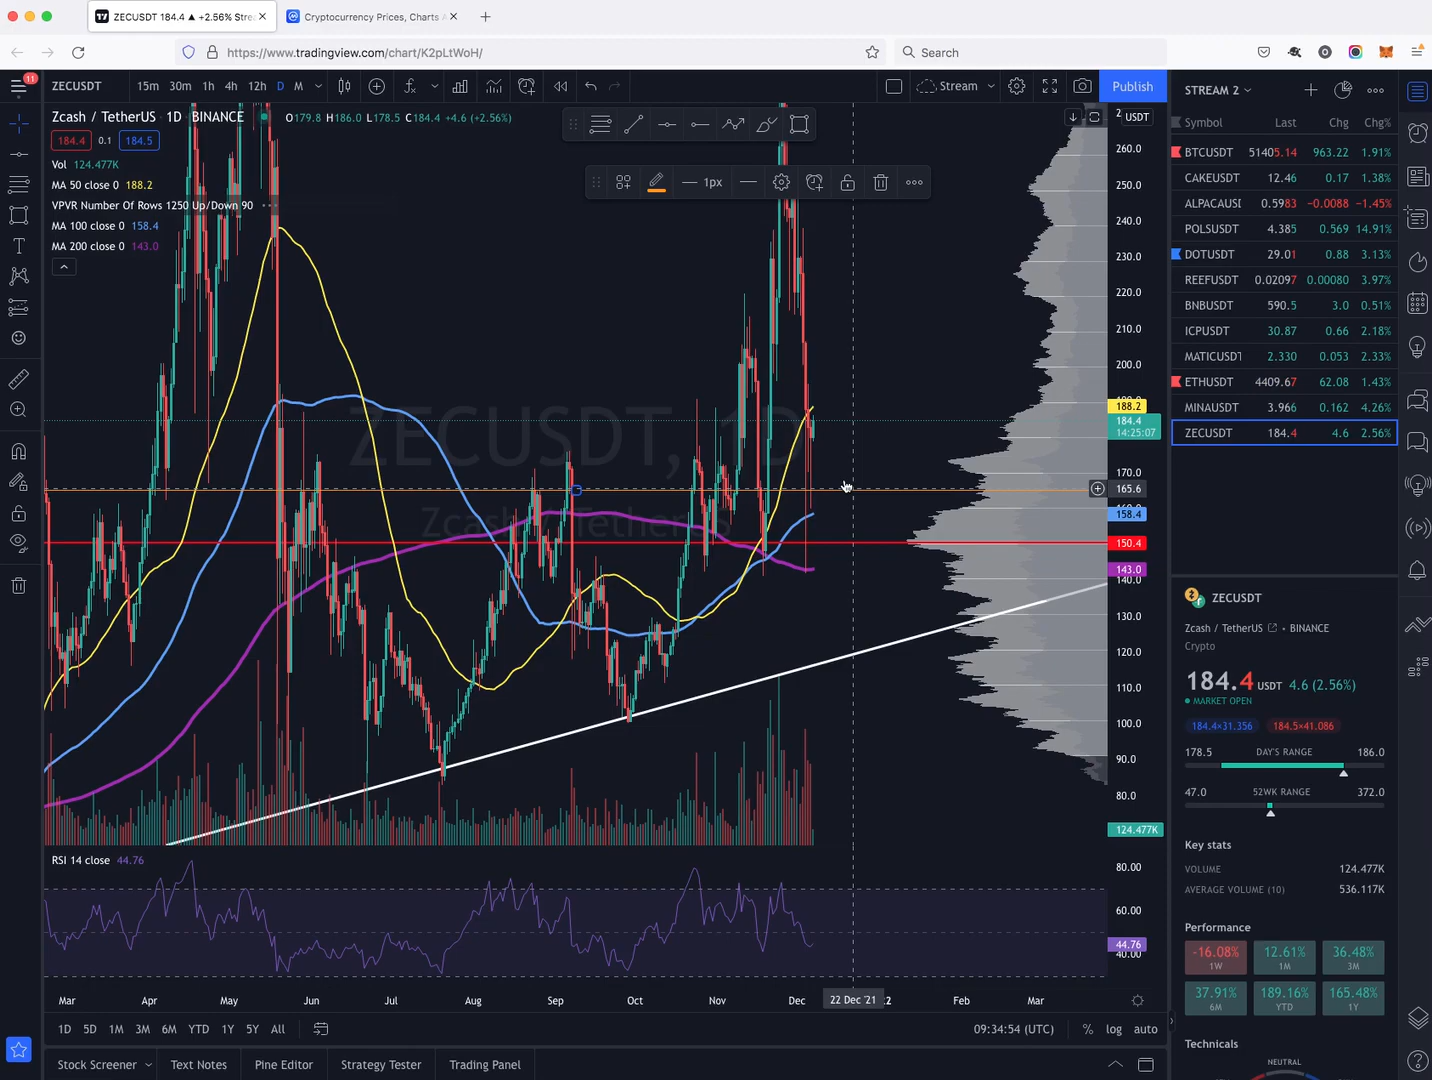 ZECUSDT 184.4 ▲ +2.56% Stre
Cryptocurrency Prices, Charts
https://www.tradingview.com/chart/K2pLtWoH/
Search
11
ZECUSDT
15m 30m 1h 4h 12h D M
Stream
Publish
Zcash / TetherUS · 1D · BINANCE
O179.8 H186.0 L178.5 C184.4 +4.6 (+2.56%)
184.4 0.1 184.5
Vol 124.477K
MA 50 close 0 188.2
VPVR Number Of Rows 1250 Up/Down 90
MA 100 close 0 158.4
MA 200 close 0 143.0
1px
USDT
260.0
250.0
240.0
230.0
220.0
210.0
200.0
188.2
184.4
14:25:07
170.0
165.6
158.4
150.4
143.0
140.0
130.0
120.0
110.0
100.0
90.0
80.0
124.477K
ZECUSDT, 1D
Zcash / TetherUS
RSI 14 close 44.76
80.00
60.00
44.76
40.00
Mar Apr May Jun Jul Aug Sep Oct Nov Dec 22 Dec '21 2 Feb Mar
1D 5D 1M 3M 6M YTD 1Y 5Y All
09:34:54 (UTC) % log auto
Stock Screener Text Notes Pine Editor Strategy Tester Trading Panel
STREAM 2
Symbol Last Chg Chg%
BTCUSDT 51405.14 963.22 1.91%
CAKEUSDT 12.46 0.17 1.38%
ALPACAUSI 0.5983 −0.0088 −1.45%
POLSUSDT 4.385 0.569 14.91%
DOTUSDT 29.01 0.88 3.13%
REEFUSDT 0.02097 0.00080 3.97%
BNBUSDT 590.5 3.0 0.51%
ICPUSDT 30.87 0.66 2.18%
MATICUSDT 2.330 0.053 2.33%
ETHUSDT 4409.67 62.08 1.43%
MINAUSDT 3.966 0.162 4.26%
ZECUSDT 184.4 4.6 2.56%
ZECUSDT
Zcash / TetherUS • BINANCE
Crypto
184.4 USDT 4.6 (2.56%)
MARKET OPEN
184.4×31.356 184.5×41.086
178.5 DAY'S RANGE 186.0
47.0 52WK RANGE 372.0
Key stats
VOLUME 124.477K
AVERAGE VOLUME (10) 536.117K
Performance
-16.08% 12.61% 36.48%
1W 1M 3M
37.91% 189.16% 165.48%
6M YTD 1Y
Technicals
NEUTRAL